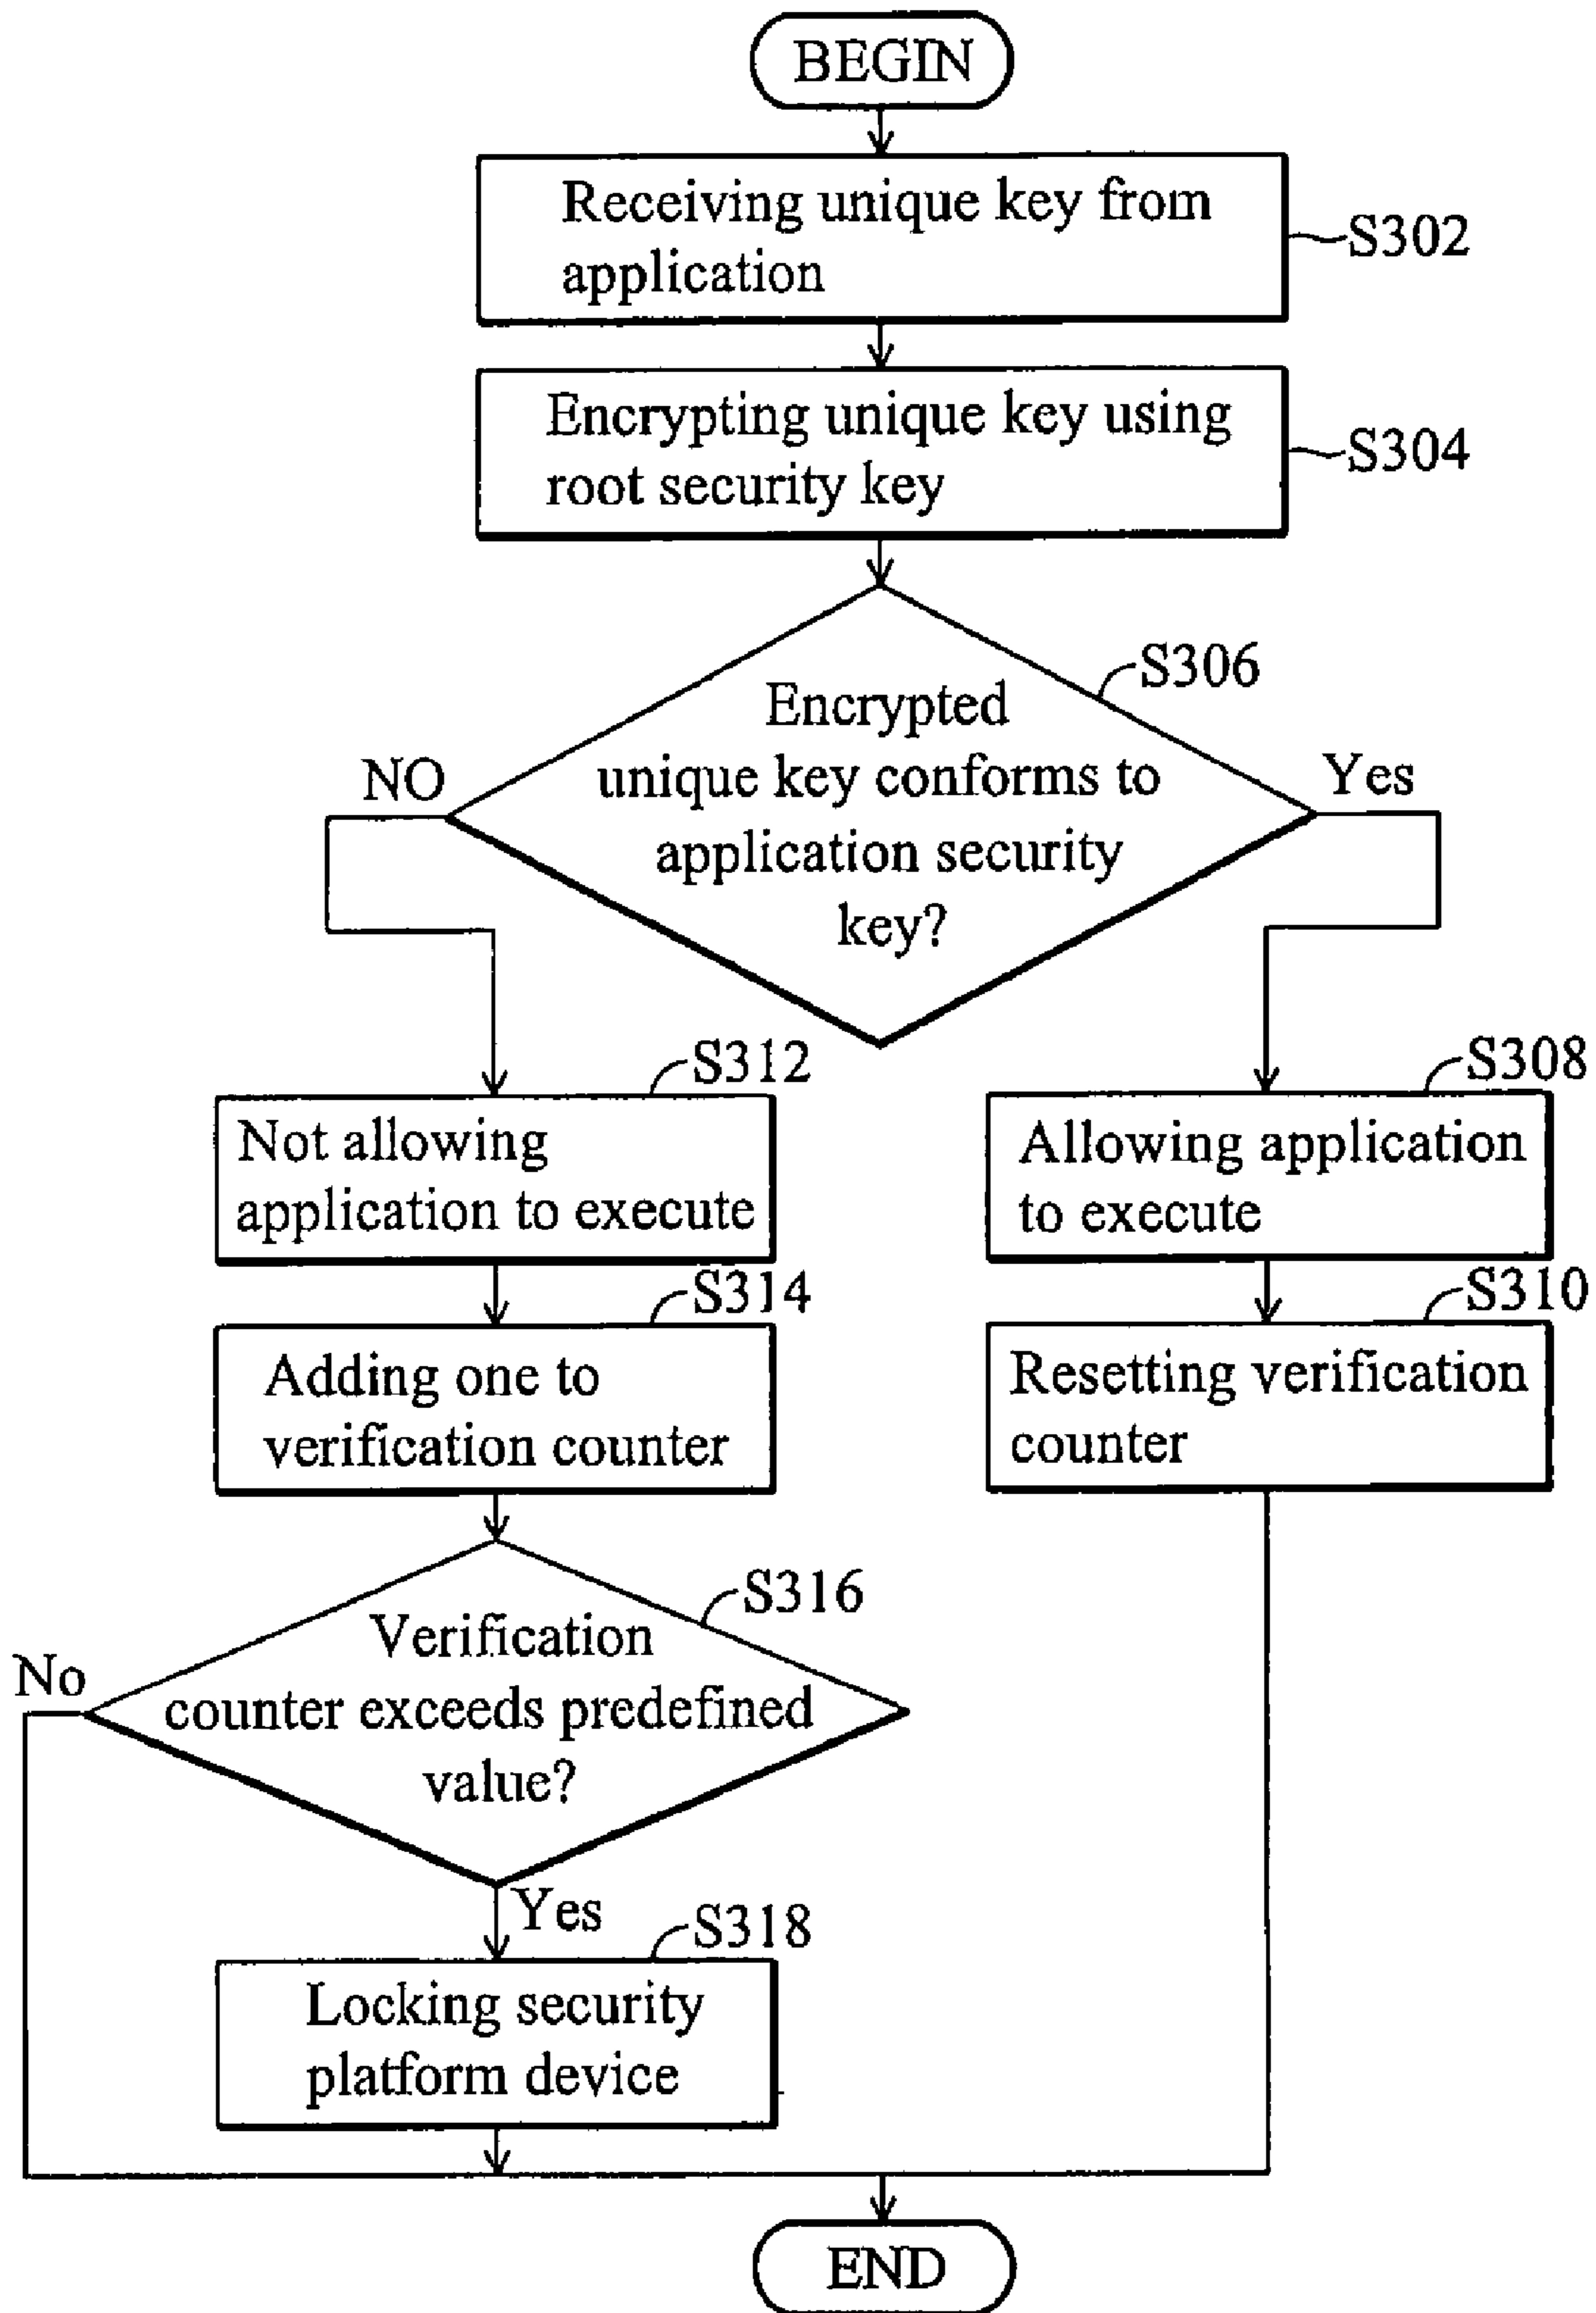 BEGIN
Receiving unique key from
application
S302
Encrypting unique key using
root security key
S304
S306
Encrypted
unique key conforms to
application security
key?
NO
Yes
S312
Not allowing
application to execute
S308
Allowing application
to execute
S314
Adding one to
verification counter
S310
Resetting verification
counter
S316
Verification
counter exceeds predefined
value?
No
Yes
S318
Locking security
platform device
END